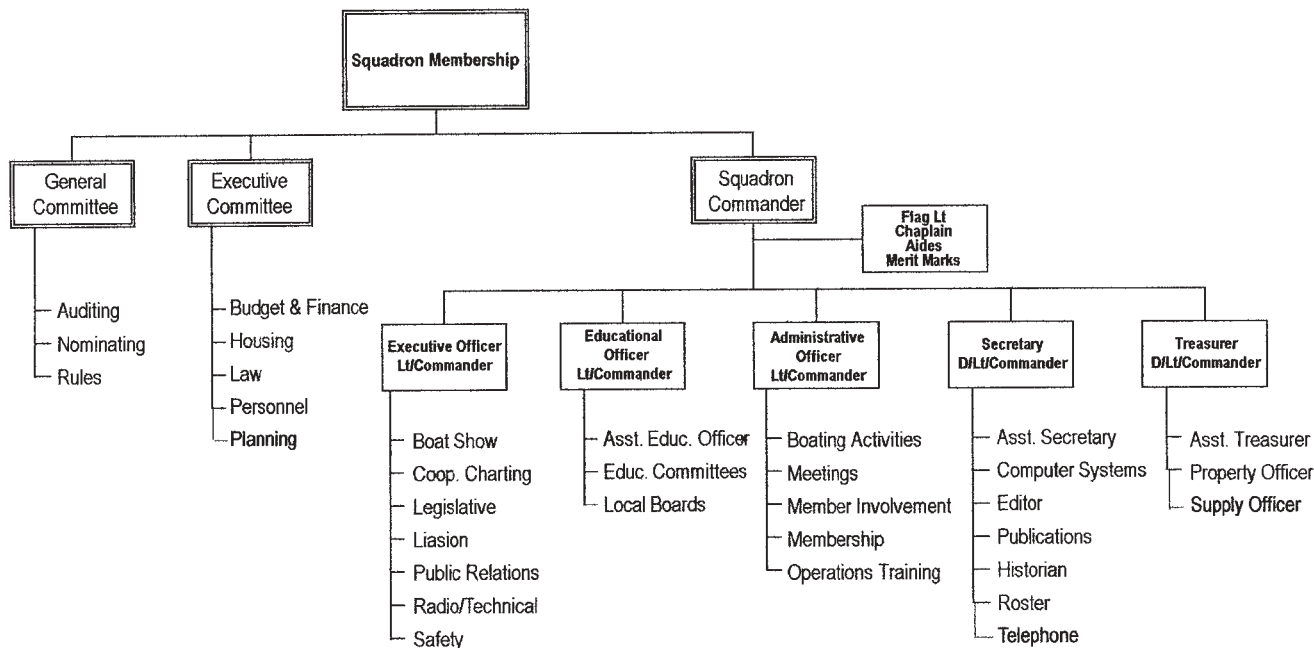 Squadron Membership
General
Committee
Executive
Committee
Squadron
Commander
Flag Lt
Chaplain
Aides
Merit Marks
Auditing
Nominating
Rules
Budget & Finance
Housing
Law
Personnel
Planning
Executive Officer
Lt/Commander
Educational
Officer
Lt/Commander
Administrative
Officer
Lt/Commander
Secretary
D/Lt/Commander
Treasurer
D/Lt/Commander
Boat Show
Coop. Charting
Legislative
Liasion
Public Relations
Radio/Technical
Safety
Asst. Educ. Officer
Educ. Committees
Local Boards
Boating Activities
Meetings
Member Involvement
Membership
Operations Training
Asst. Secretary
Computer Systems
Editor
Publications
Historian
Roster
Telephone
Asst. Treasurer
Property Officer
Supply Officer